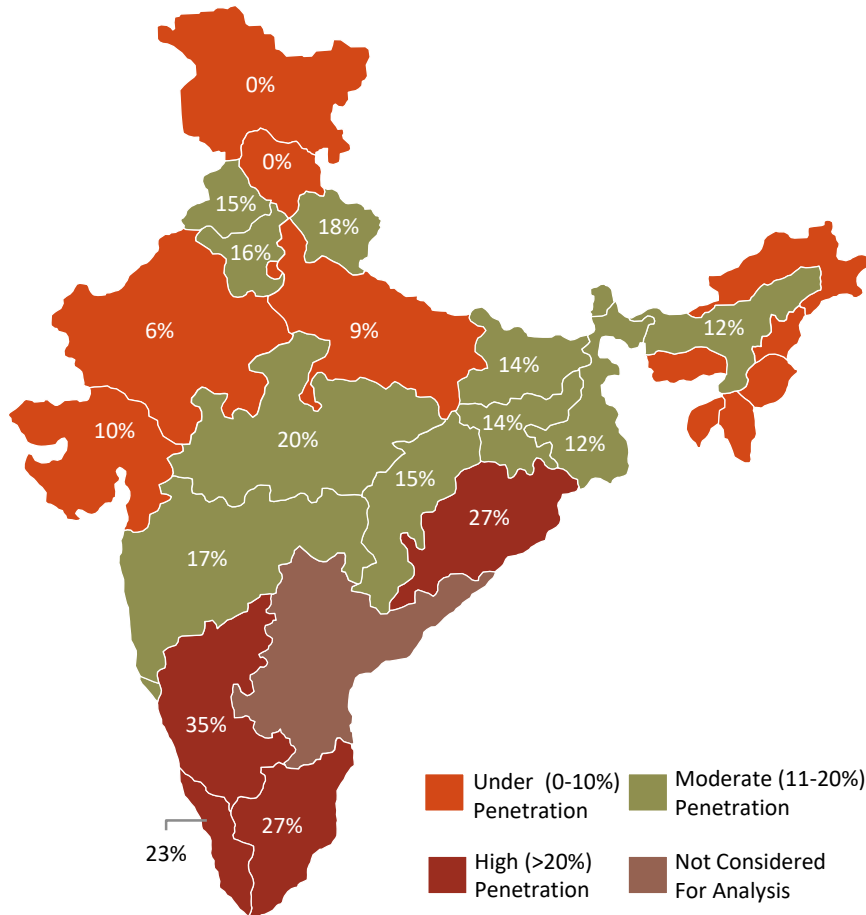 0%
0%
15%
18%
16%
6%
9%
12%
14%
10%
14%
20%
12%
15%
27%
17%
35%
27%
23%
Under (0-10%)
Penetration
Moderate (11-20%)
Penetration
High (>20%)
Penetration
Not Considered
For Analysis